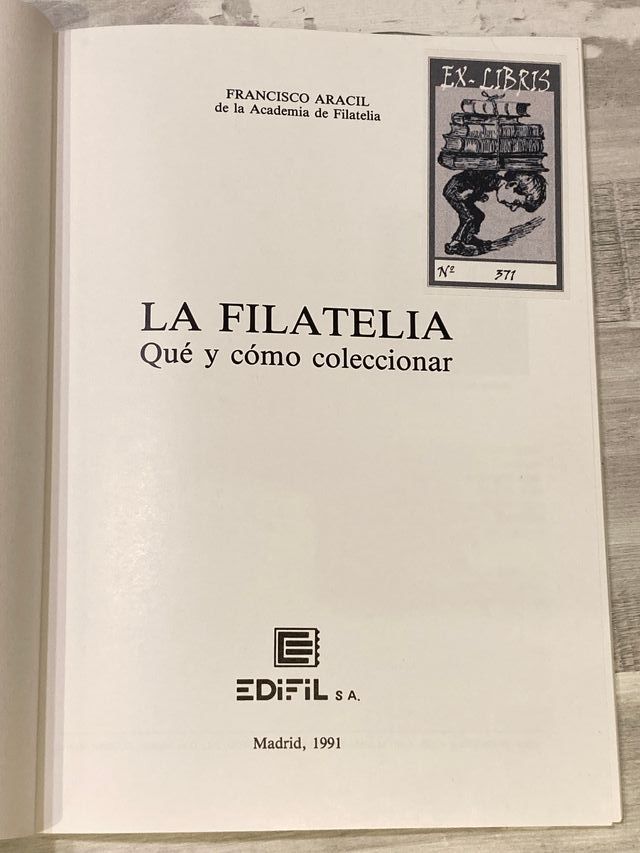 FRANCISCO ARACIL
de la Academia de Filatelia
EX-LIBRIS
Nº 371
LA FILATELIA
Qué y cómo coleccionar
EDIFIL S A.
Madrid, 1991